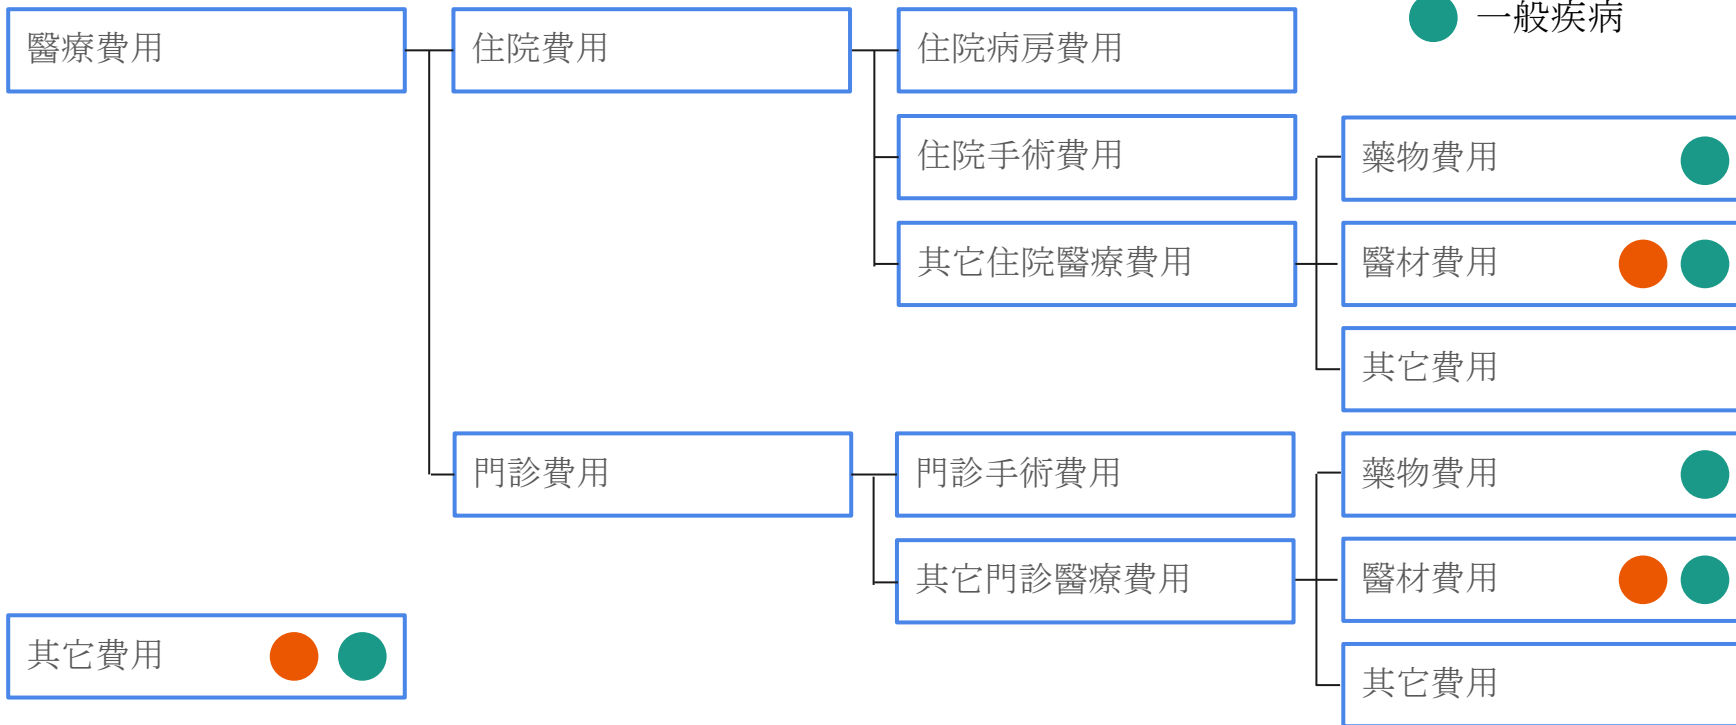 一般疾病
醫療費用
住院費用
住院病房費用
住院手術費用
藥物費用
其它住院醫療費用
醫材費用
其它費用
門診費用
門診手術費用
藥物費用
其它門診醫療費用
醫材費用
其它費用
其它費用